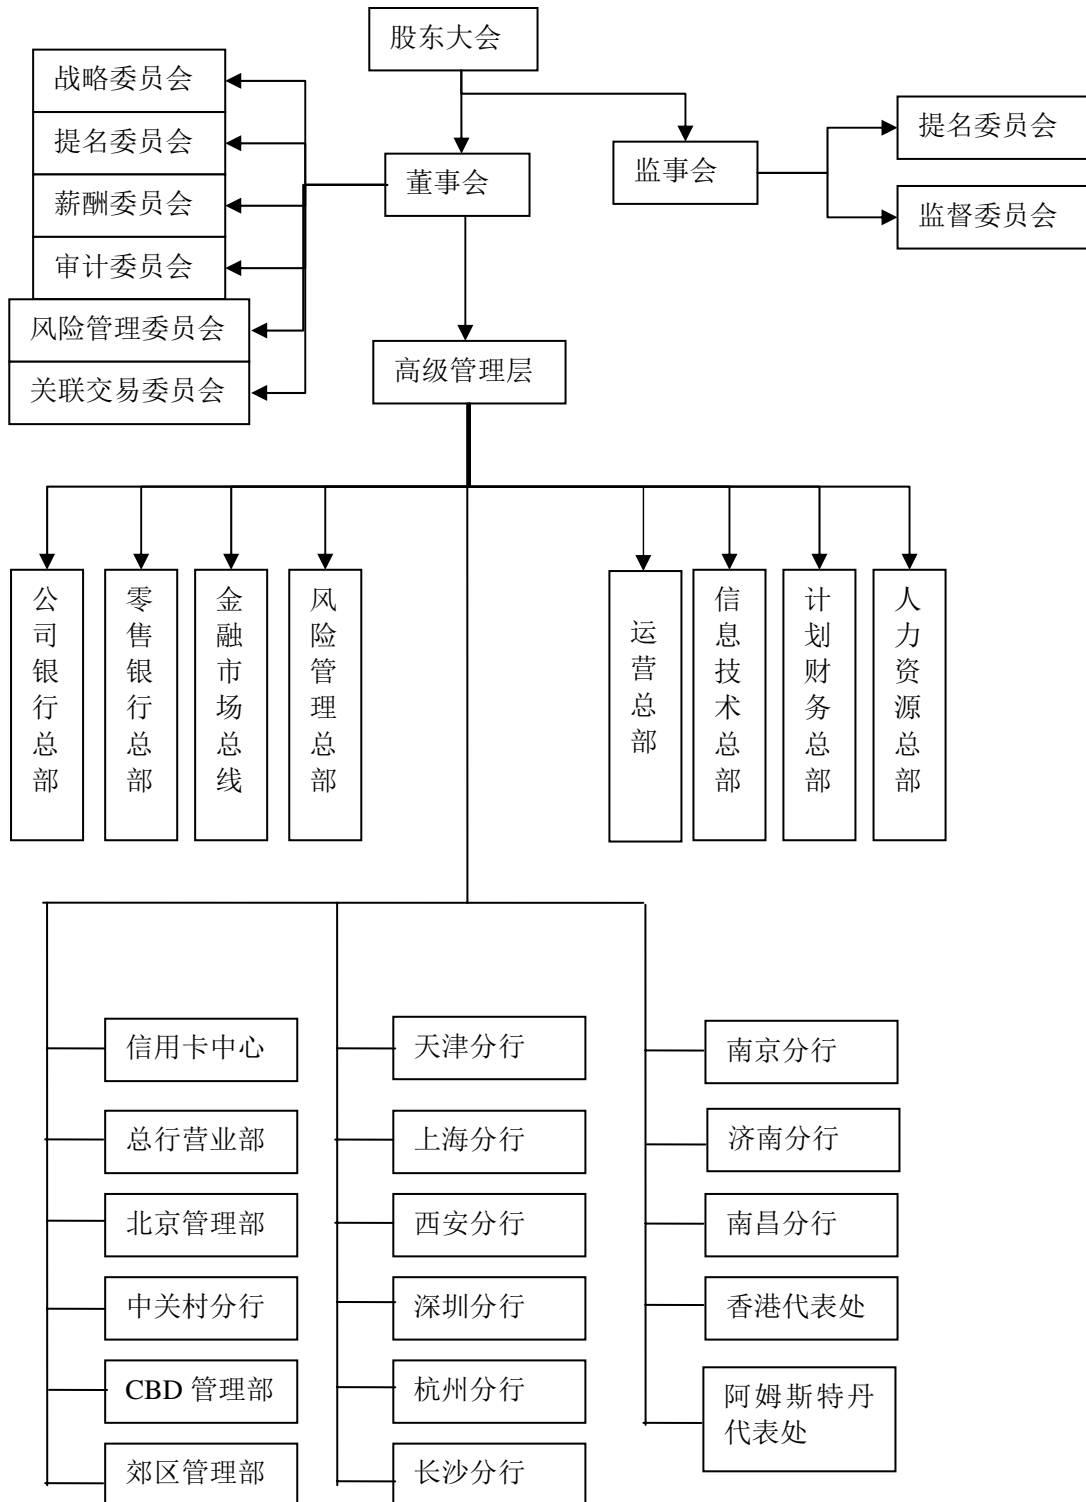 股东大会
战略委员会
提名委员会
薪酬委员会
审计委员会
风险管理委员会
关联交易委员会
董事会
监事会
提名委员会
监督委员会
高级管理层
公司银行总部
零售银行总部
金融市场总线
风险管理总部
运营总部
信息技术总部
计划财务总部
人力资源总部
信用卡中心
总行营业部
北京管理部
中关村分行
CBD 管理部
郊区管理部
天津分行
上海分行
西安分行
深圳分行
杭州分行
长沙分行
南京分行
济南分行
南昌分行
香港代表处
阿姆斯特丹
代表处